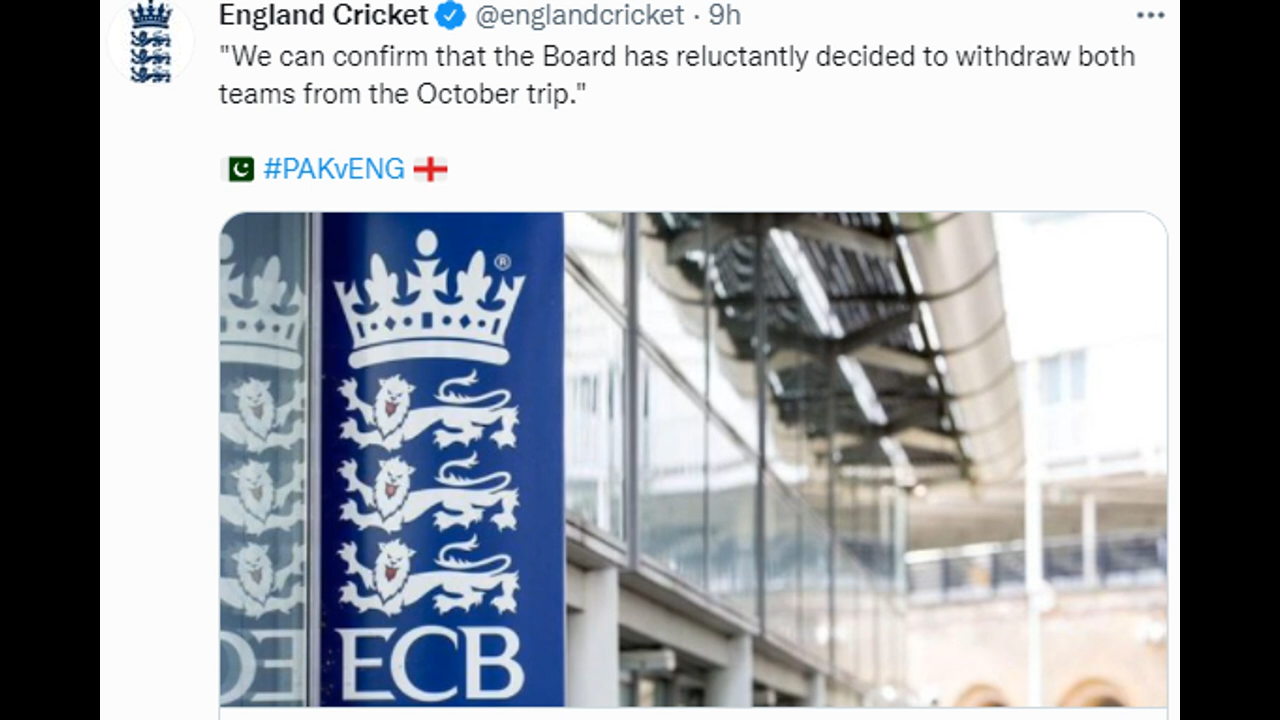 England Cricket @englandcricket · 9h
"We can confirm that the Board has reluctantly decided to withdraw both
teams from the October trip."
#PAKvENG
®
ECB